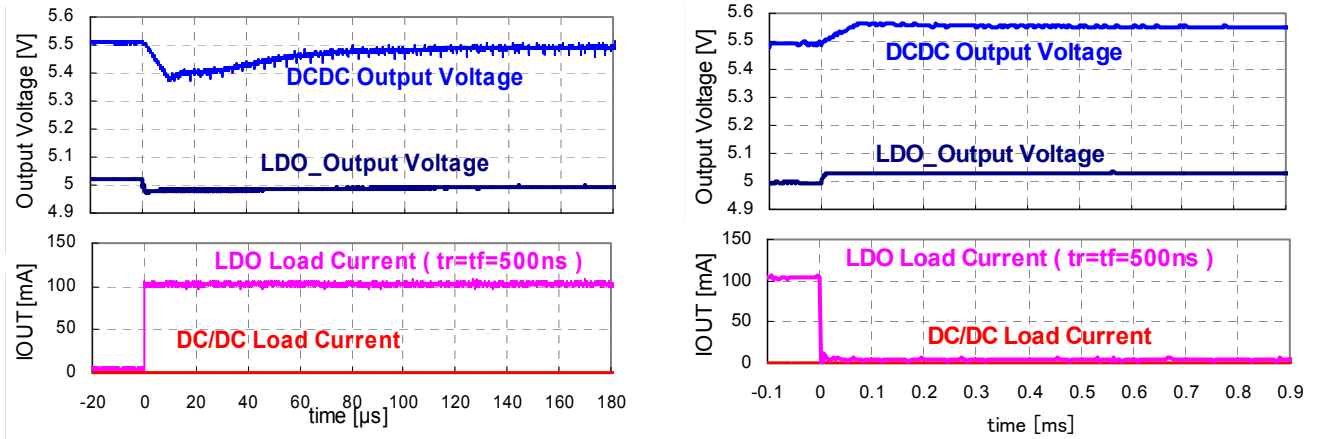 Output Voltage [V]
5.6
5.5
5.4
5.3
5.2
5.1
5
4.9
DCDC Output Voltage
LDO_Output Voltage
IOUT [mA]
150
100
50
0
LDO Load Current ( tr=tf=500ns )
DC/DC Load Current
-20 0 20 40 60 80 100 120 140 160 180
time [µs]
Output Voltage [V]
5.6
5.5
5.4
5.3
5.2
5.1
5
4.9
DCDC Output Voltage
LDO_Output Voltage
IOUT [mA]
150
100
50
0
LDO Load Current ( tr=tf=500ns )
DC/DC Load Current
-0.1 0 0.1 0.2 0.3 0.4 0.5 0.6 0.7 0.8 0.9
time [ms]